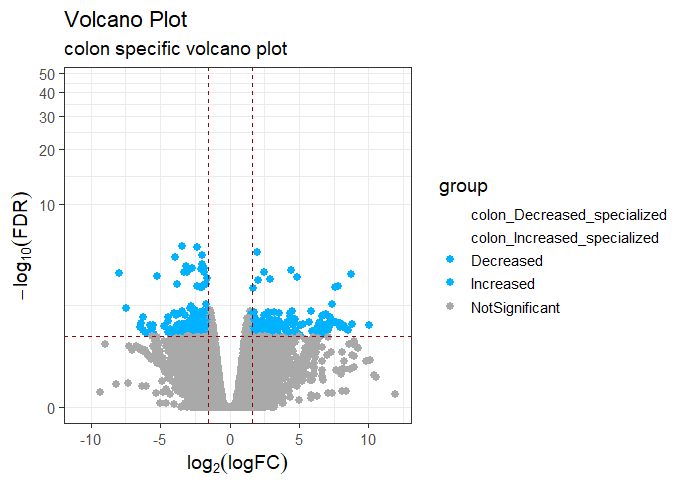 Volcano Plot
colon specific volcano plot
50
40
30
20
10
0
−log₁₀(FDR)
-10 -5 0 5 10
log₂(logFC)
group
colon_Decreased_specialized
colon_Increased_specialized
Decreased
Increased
NotSignificant